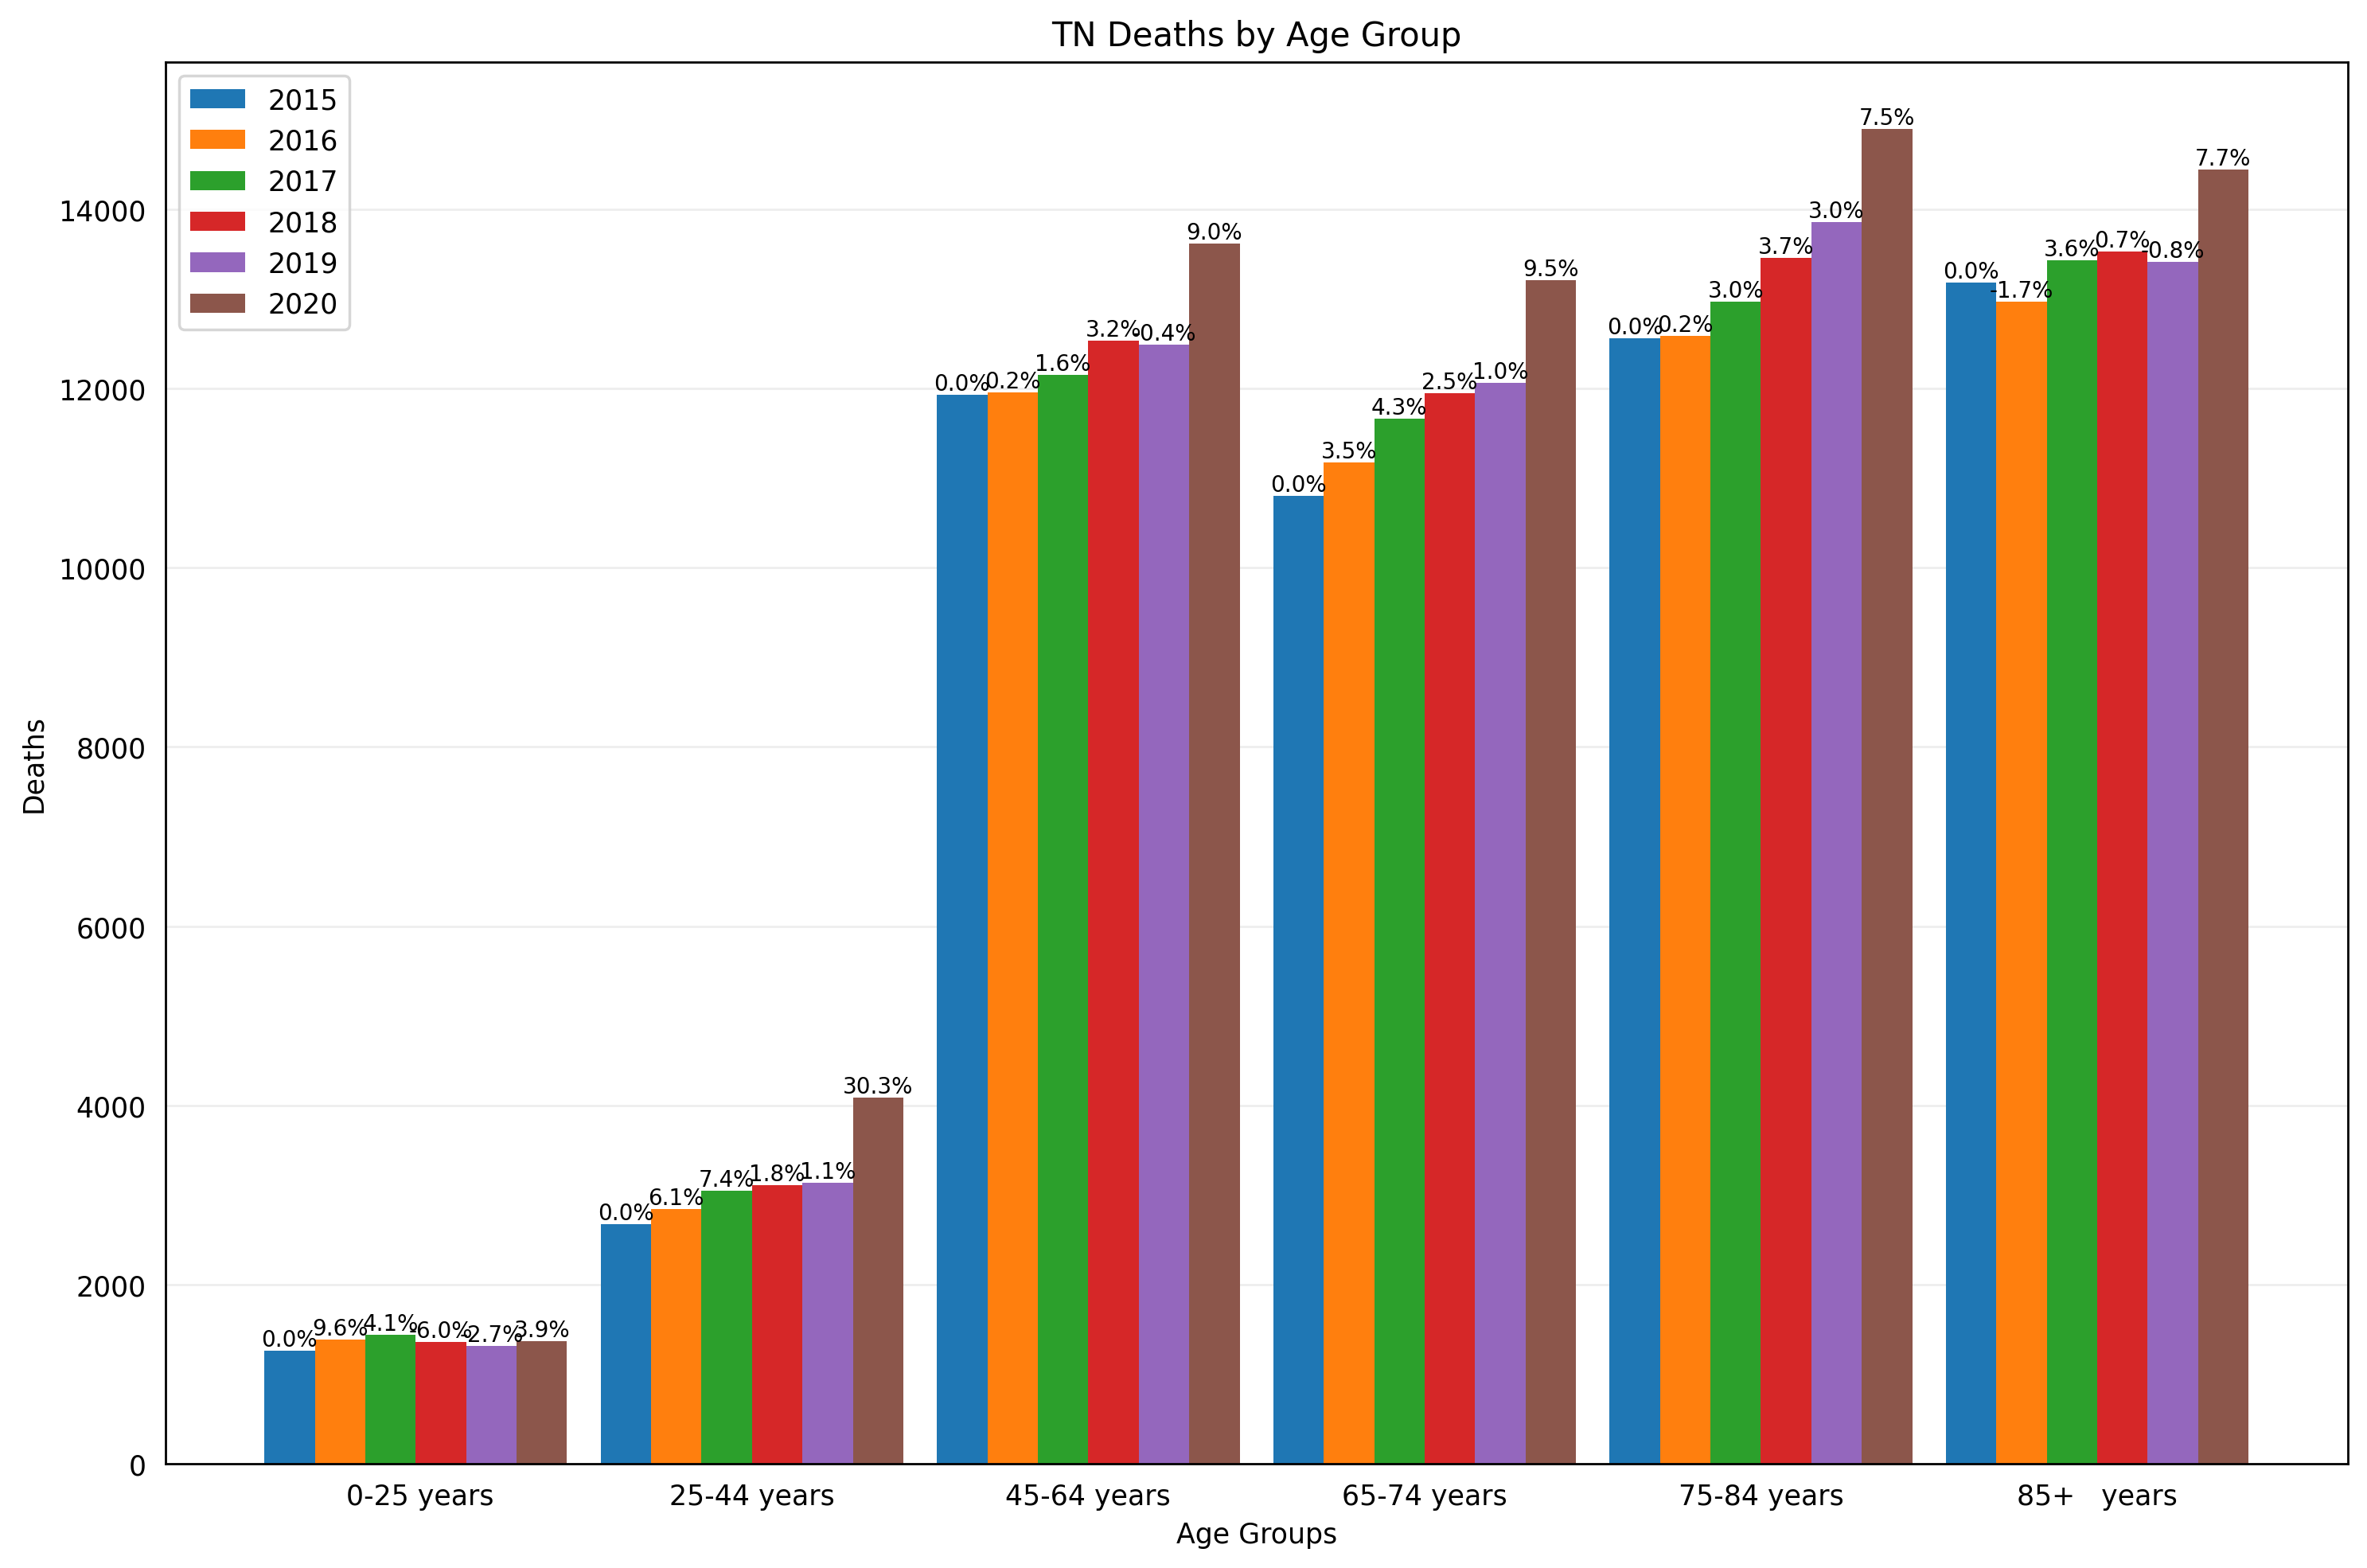 TN Deaths by Age Group
2015
2016
2017
2018
2019
2020
Deaths
14000
12000
10000
8000
6000
4000
2000
0
0.0% 9.6% 4.1% -6.0% -2.7% 3.9%
0.0% 6.1% 7.4% 1.8% 1.1% 30.3%
0.0% 0.2% 1.6% 3.2% -0.4% 9.0%
0.0% 3.5% 4.3% 2.5% 1.0% 9.5%
0.0% 0.2% 3.0% 3.7% 3.0% 7.5%
0.0% -1.7% 3.6% 0.7% -0.8% 7.7%
0-25 years 25-44 years 45-64 years 65-74 years 75-84 years 85+   years
Age Groups